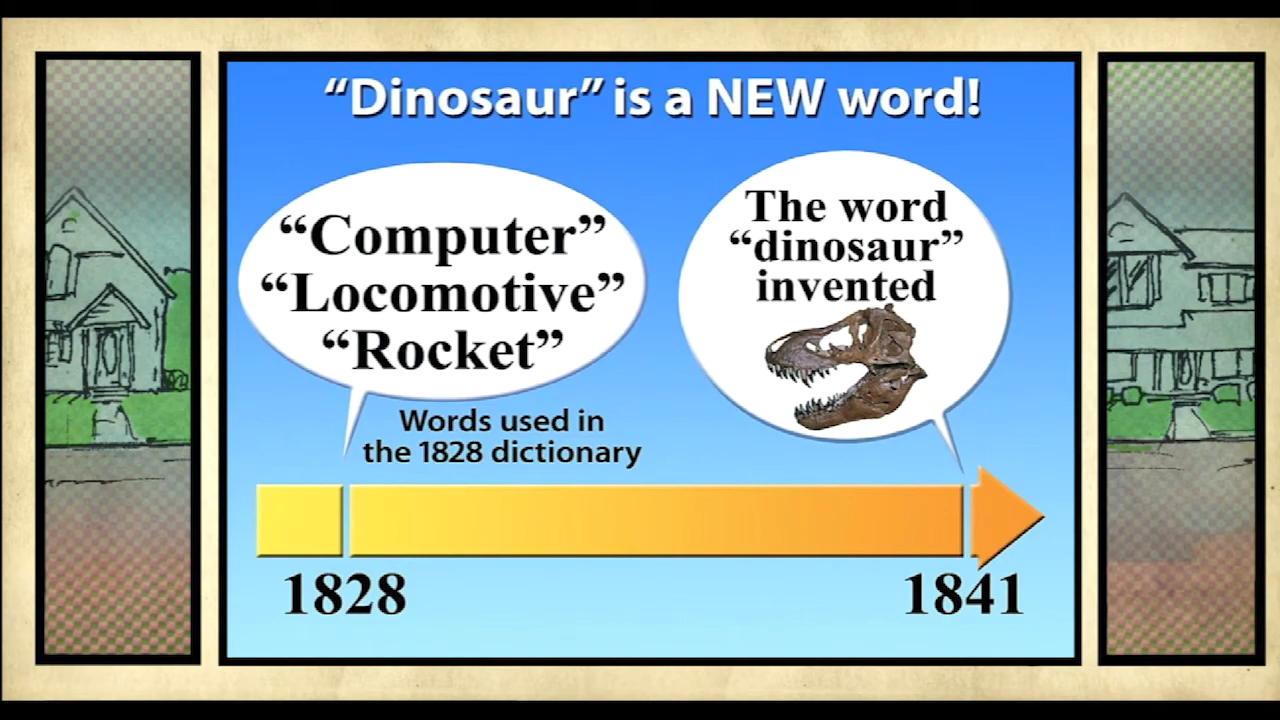 “Dinosaur” is a NEW word!
“Computer”
“Locomotive”
“Rocket”
Words used in
the 1828 dictionary
The word
“dinosaur”
invented
1828
1841